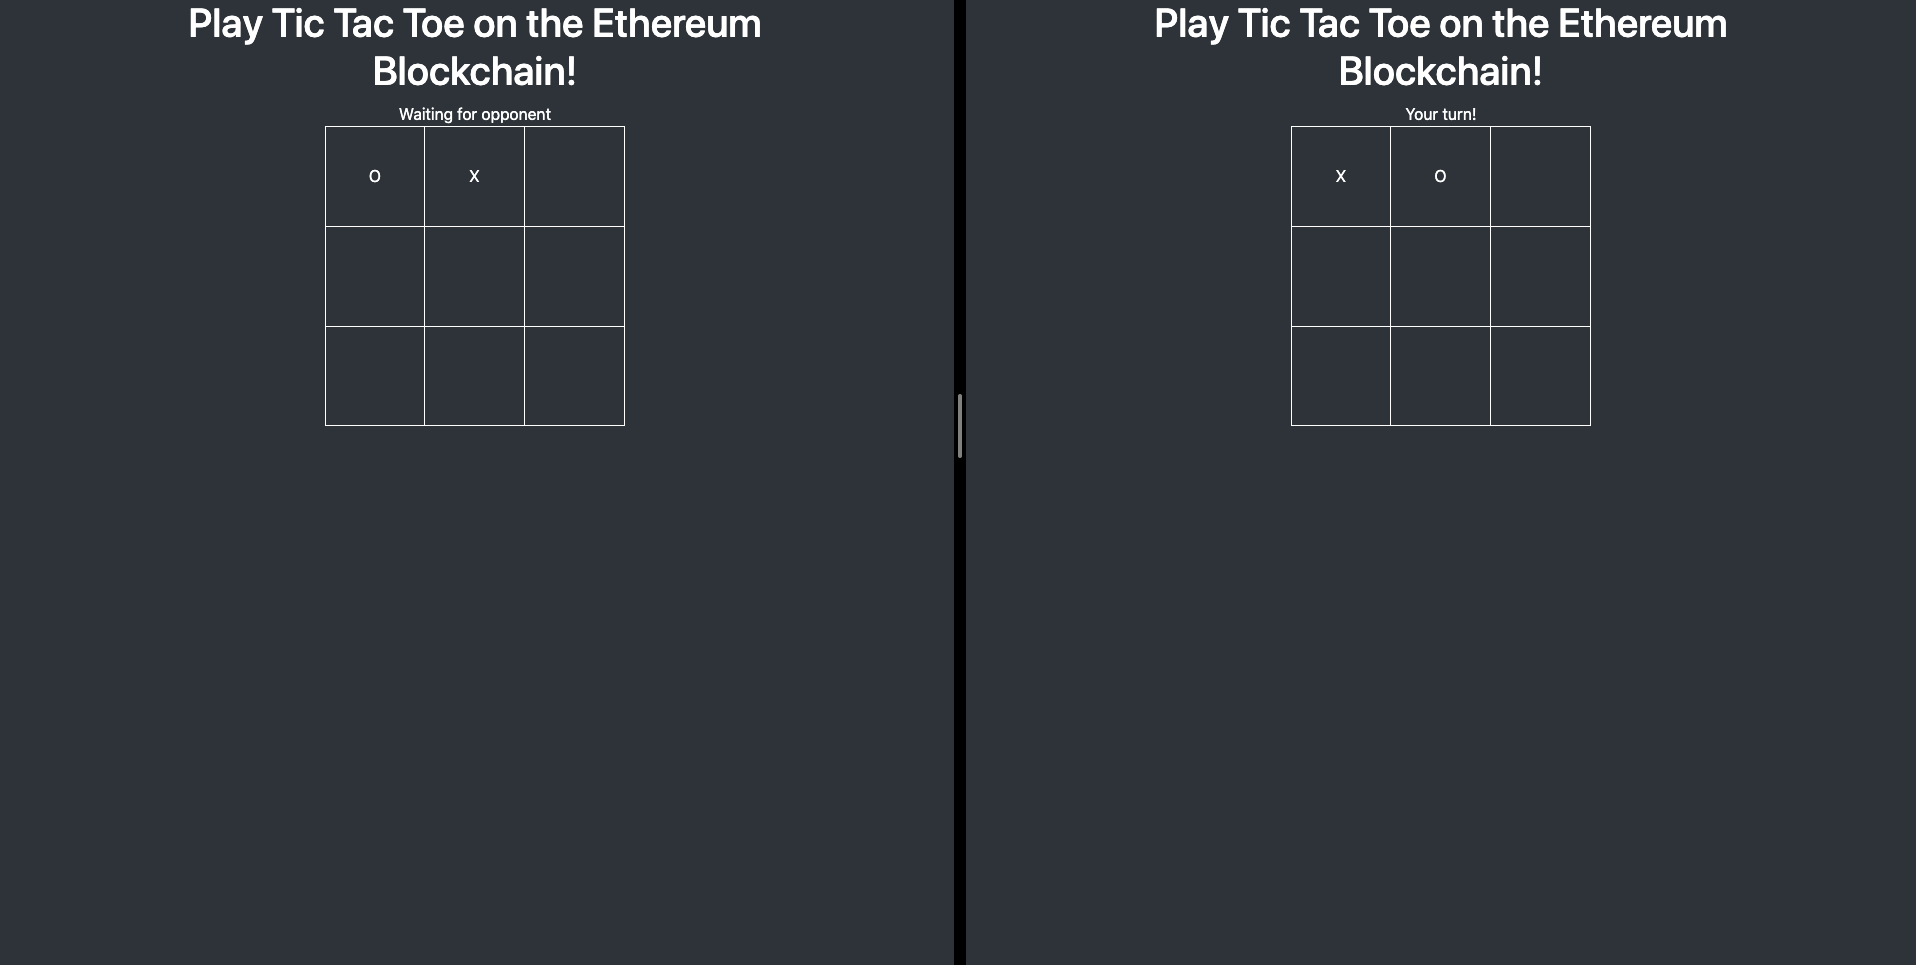 Play Tic Tac Toe on the Ethereum
Blockchain!
Waiting for opponent
O X
Play Tic Tac Toe on the Ethereum
Blockchain!
Your turn!
X O